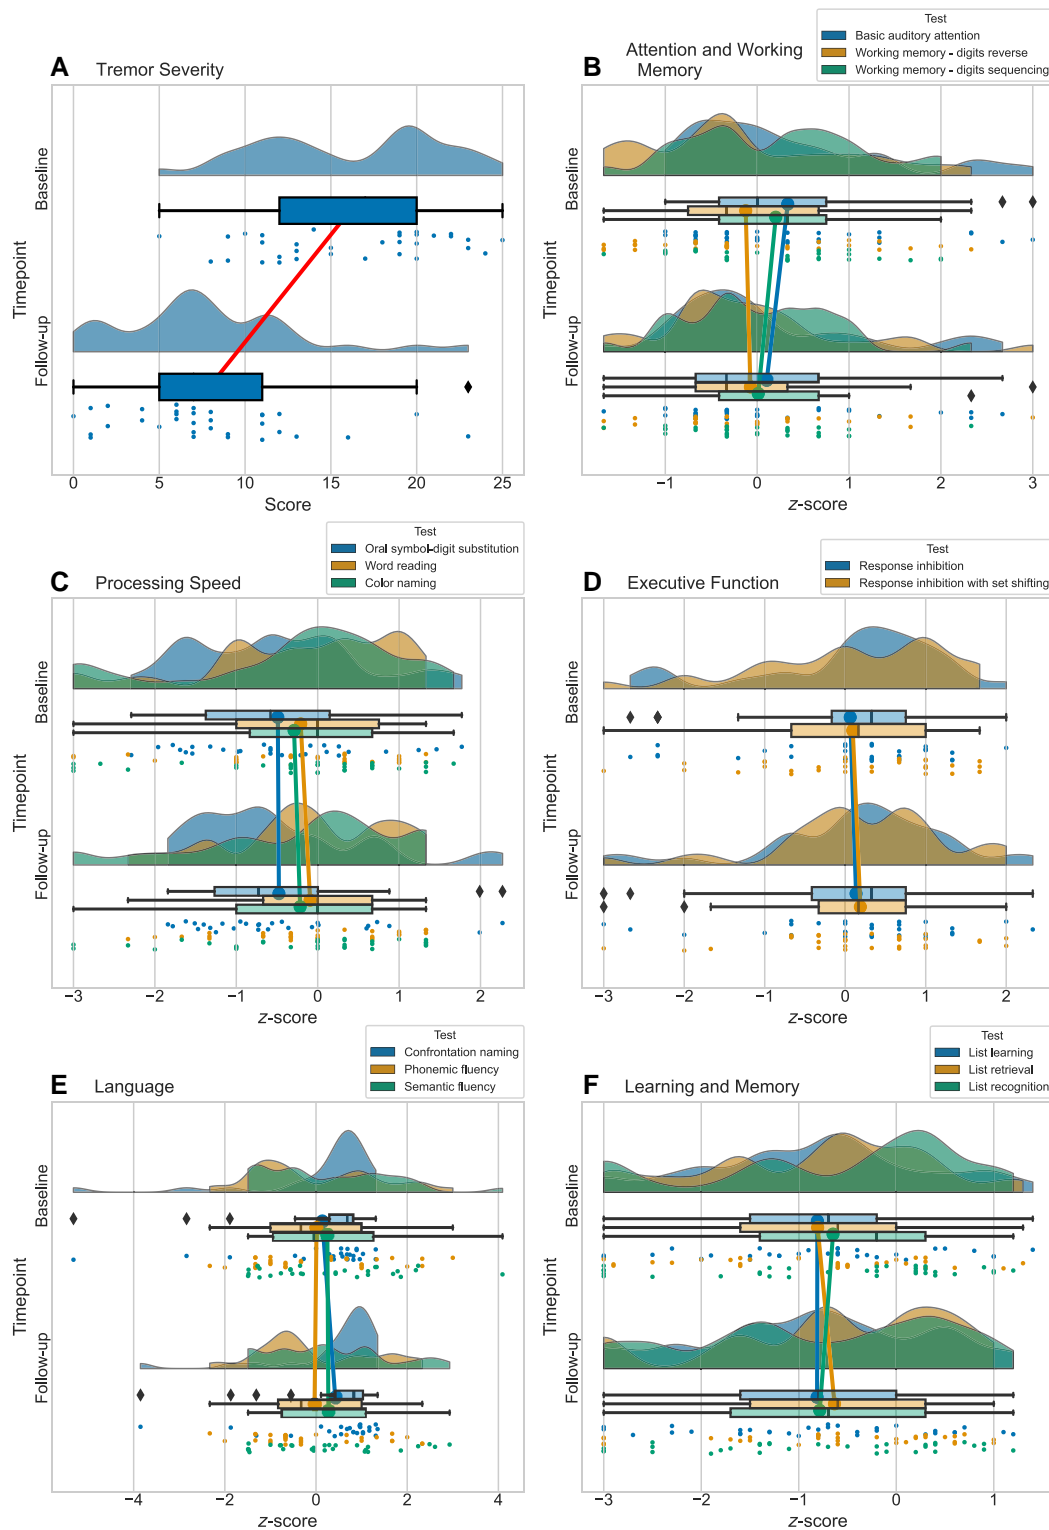 A Tremor Severity
Baseline
Timepoint
Follow-up
0 5 10 15 20 25
Score
Test
Basic auditory attention
Working memory - digits reverse
Working memory - digits sequencing
B Attention and Working
Memory
Baseline
Timepoint
Follow-up
−1 0 1 2 3
z-score
Test
Oral symbol-digit substitution
Word reading
Color naming
C Processing Speed
Baseline
Timepoint
Follow-up
−3 −2 −1 0 1 2
z-score
Test
Response inhibition
Response inhibition with set shifting
D Executive Function
Baseline
Timepoint
Follow-up
−3 −2 −1 0 1 2
z-score
Test
Confrontation naming
Phonemic fluency
Semantic fluency
E Language
Baseline
Timepoint
Follow-up
−4 −2 0 2 4
z-score
Test
List learning
List retrieval
List recognition
F Learning and Memory
Baseline
Timepoint
Follow-up
−3 −2 −1 0 1
z-score